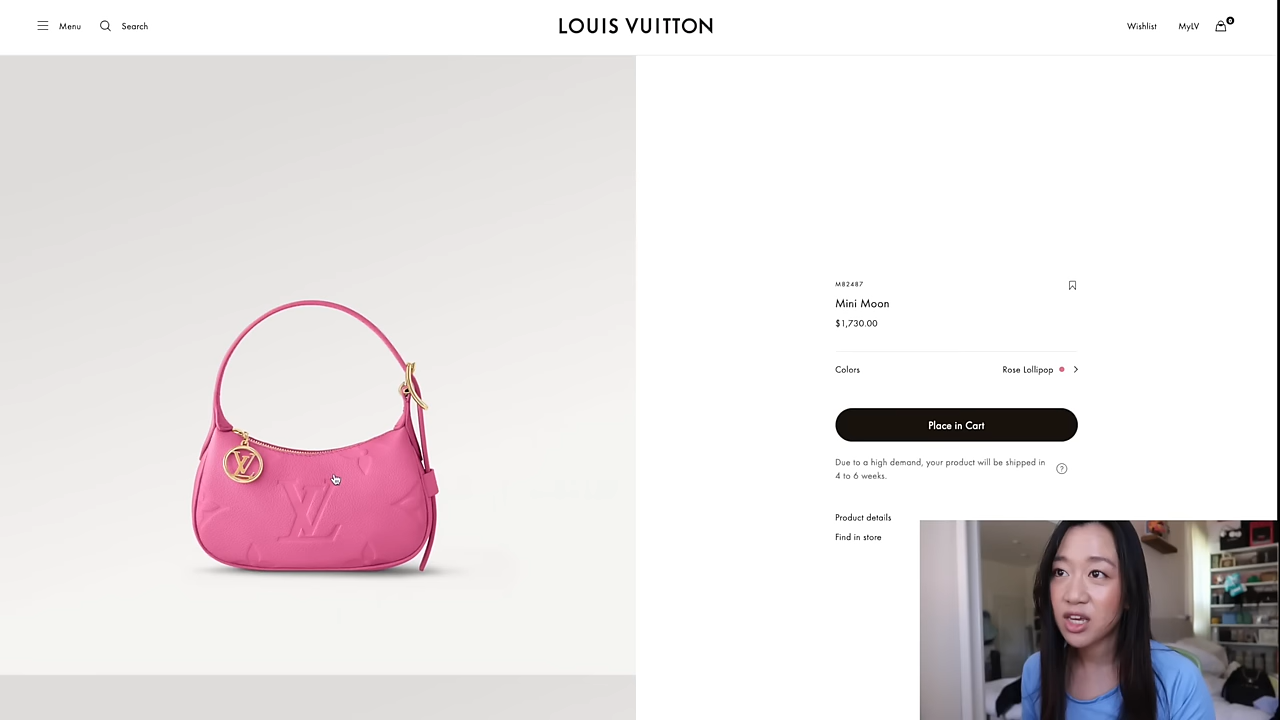 Menu
Search
LOUIS VUITTON
Wishlist
MyLV
0
M82487
Mini Moon
$1,730.00
Colors
Rose Lollipop
Place in Cart
Due to a high demand, your product will be shipped in
4 to 6 weeks.
?
Product details
Find in store
LV
LV